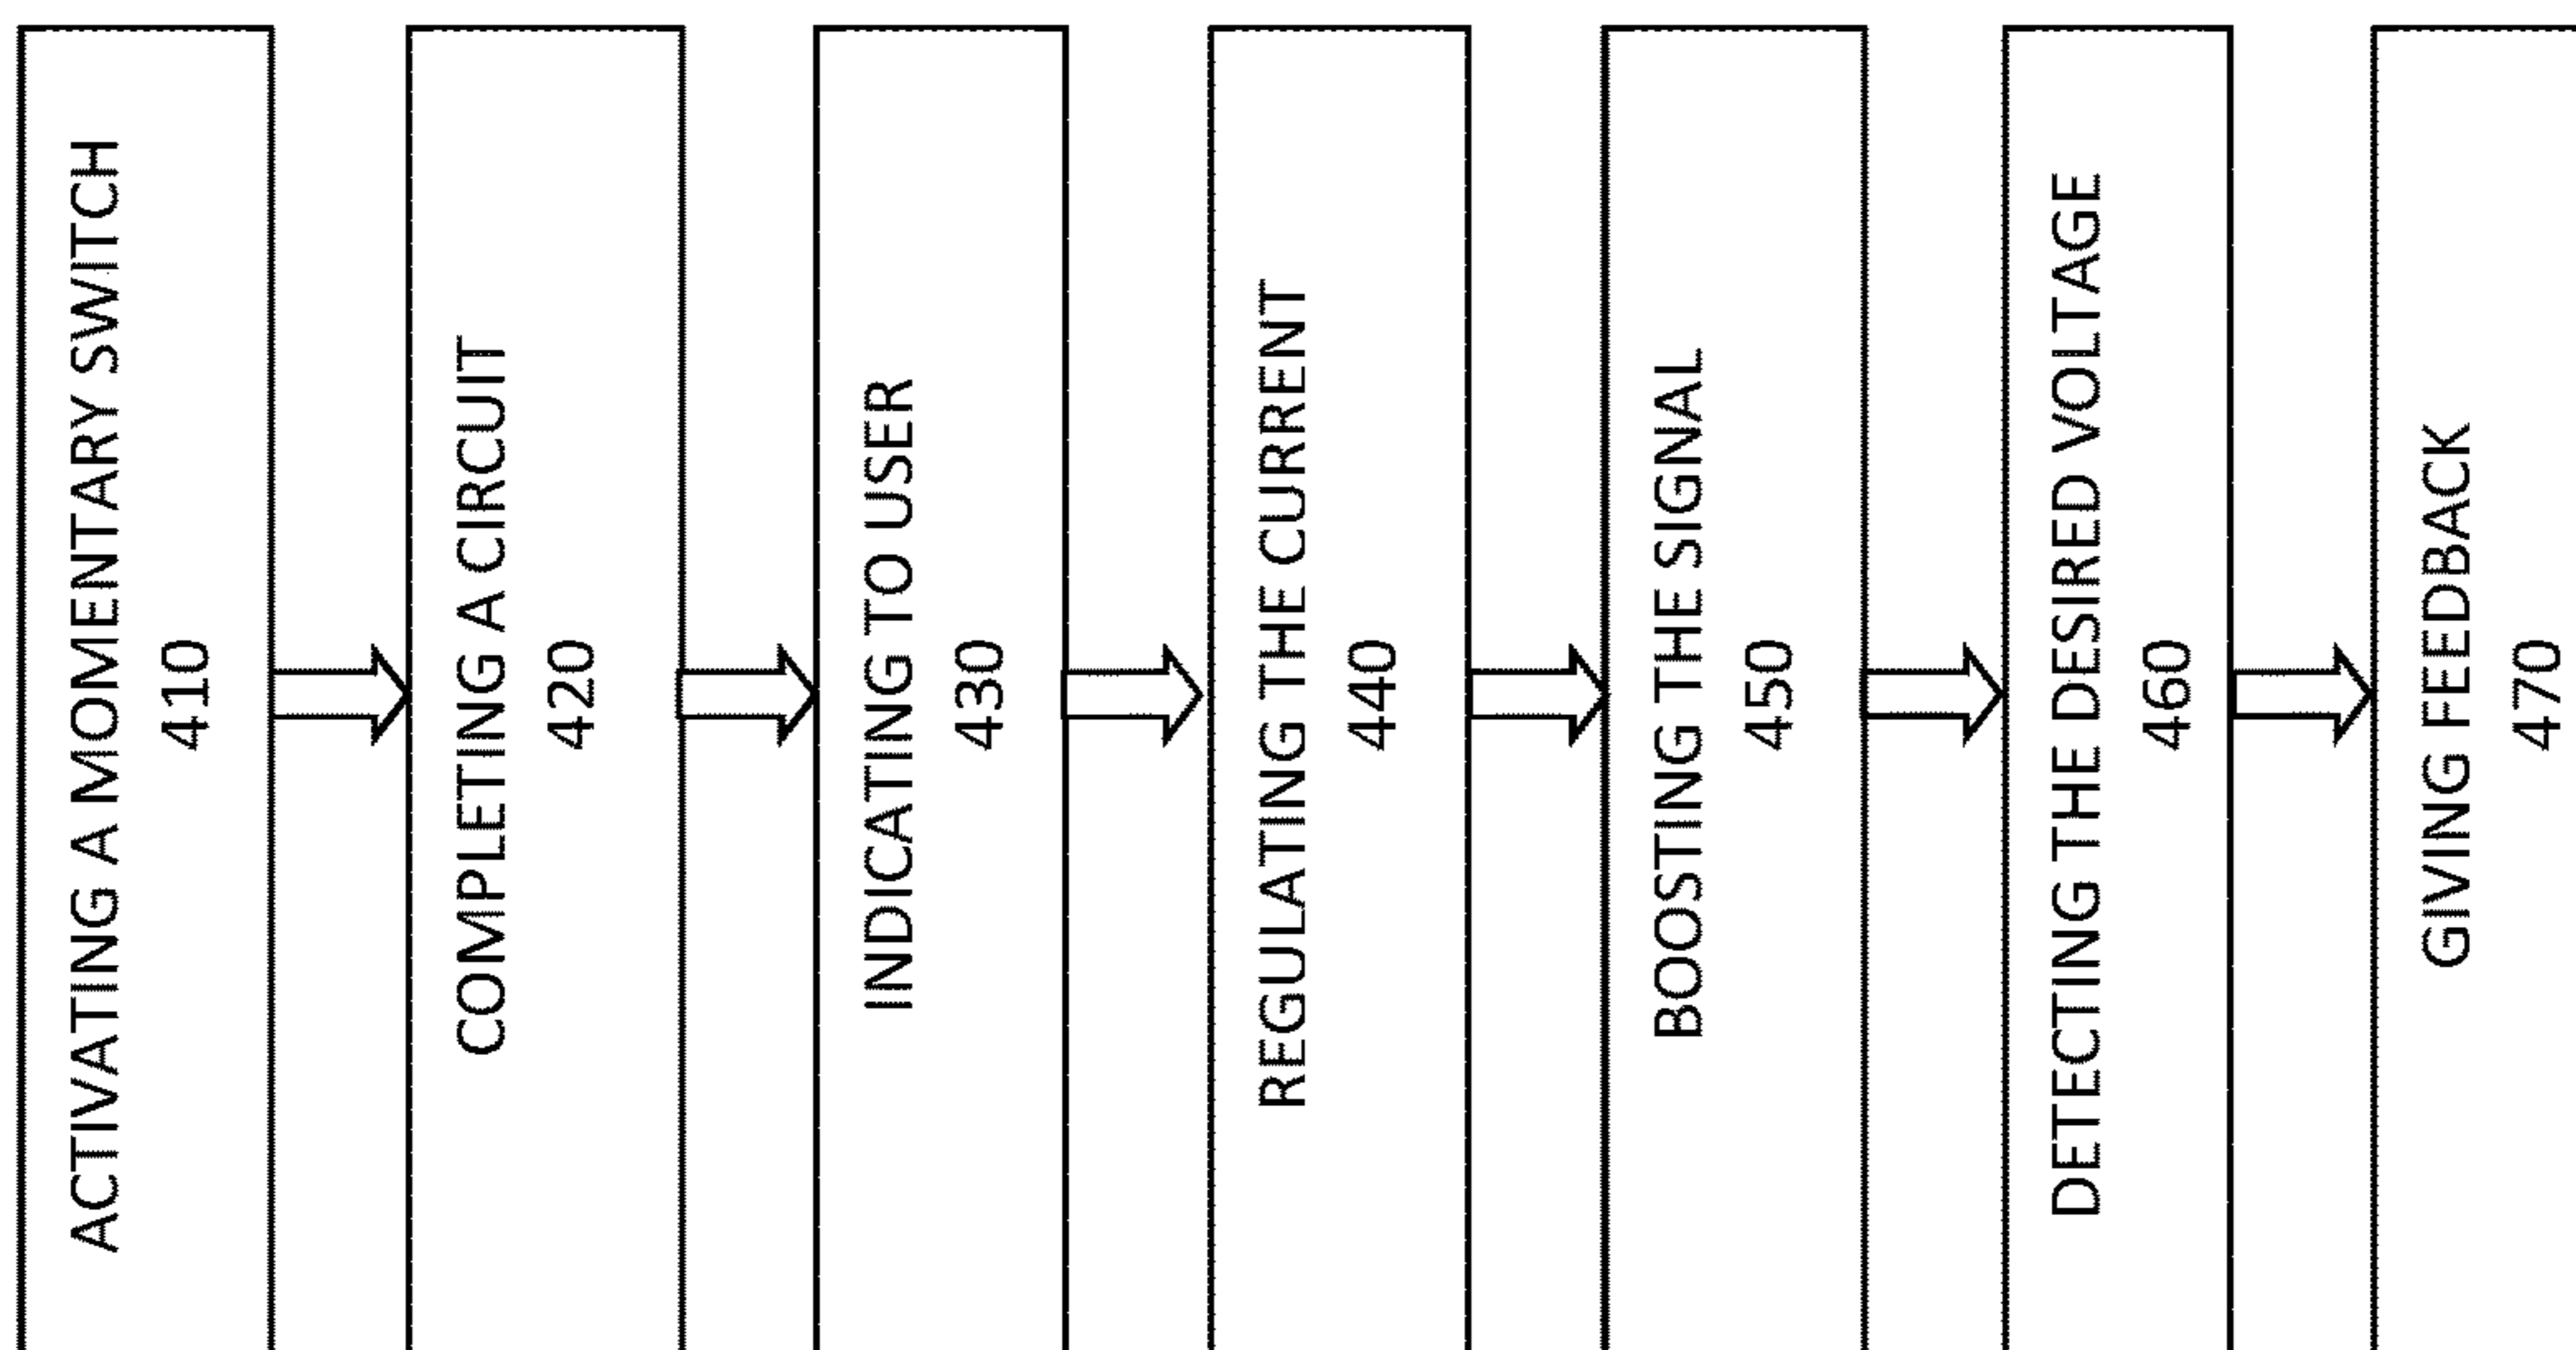 ACTIVATING A MOMENTARY SWITCH
410
COMPLETING A CIRCUIT
420
INDICATING TO USER
430
REGULATING THE CURRENT
440
BOOSTING THE SIGNAL
450
DETECTING THE DESIRED VOLTAGE
460
GIVING FEEDBACK
470